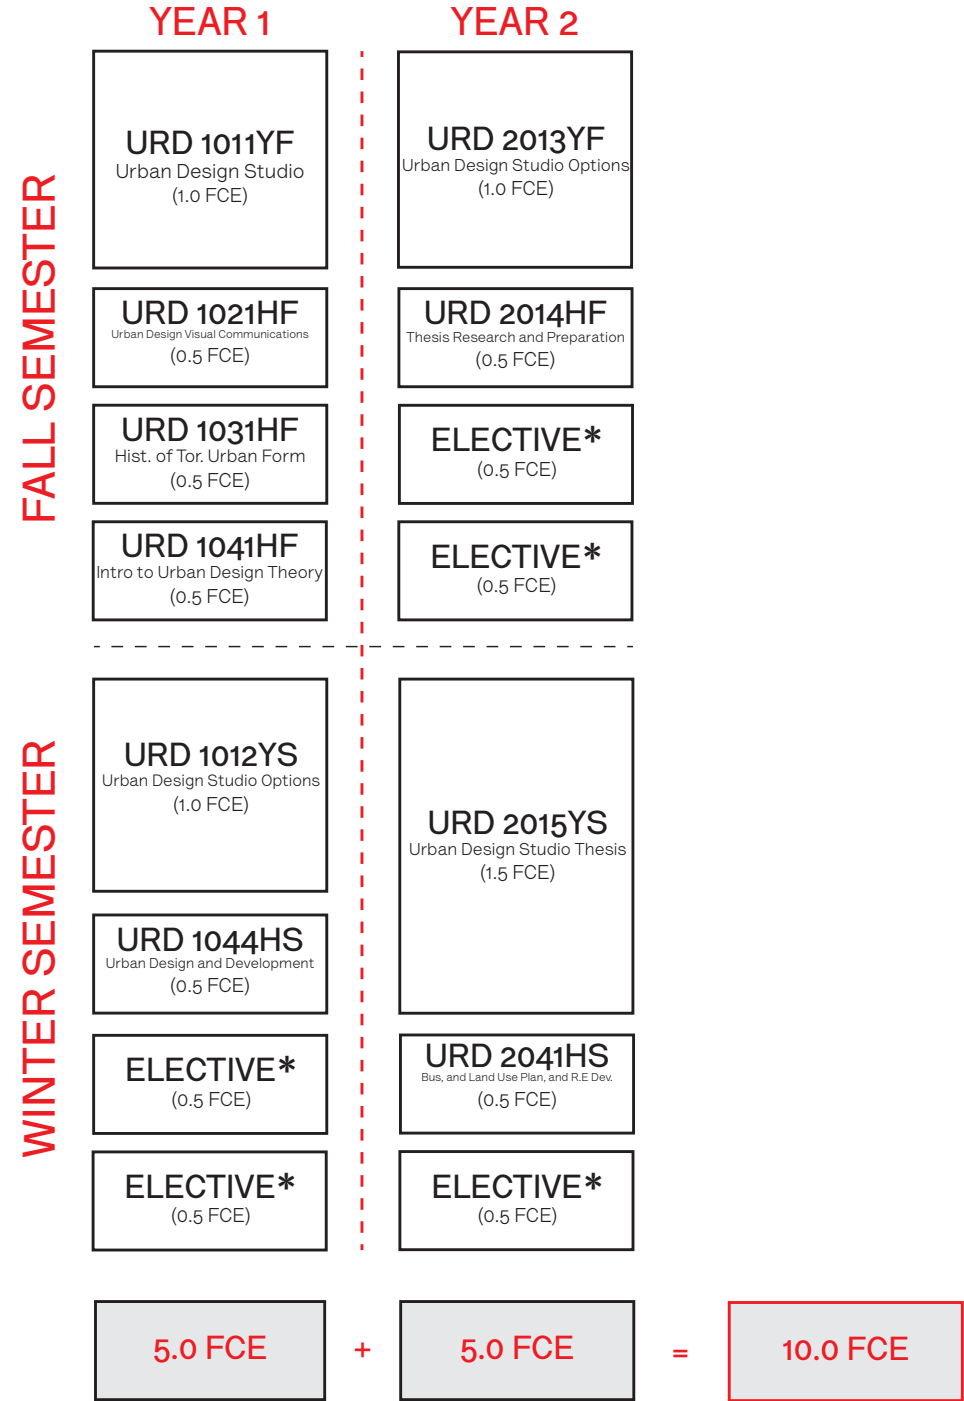 YEAR 1
YEAR 2
FALL SEMESTER
URD 1011YF
Urban Design Studio
(1.0 FCE)
URD 2013YF
Urban Design Studio Options
(1.0 FCE)
URD 1021HF
Urban Design Visual Communications
(0.5 FCE)
URD 2014HF
Thesis Research and Preparation
(0.5 FCE)
URD 1031HF
Hist. of Tor. Urban Form
(0.5 FCE)
ELECTIVE*
(0.5 FCE)
URD 1041HF
Intro to Urban Design Theory
(0.5 FCE)
ELECTIVE*
(0.5 FCE)
WINTER SEMESTER
URD 1012YS
Urban Design Studio Options
(1.0 FCE)
URD 2015YS
Urban Design Studio Thesis
(1.5 FCE)
URD 1044HS
Urban Design and Development
(0.5 FCE)
ELECTIVE*
(0.5 FCE)
URD 2041HS
Bus, and Land Use Plan, and R.E Dev.
(0.5 FCE)
ELECTIVE*
(0.5 FCE)
ELECTIVE*
(0.5 FCE)
5.0 FCE + 5.0 FCE = 10.0 FCE